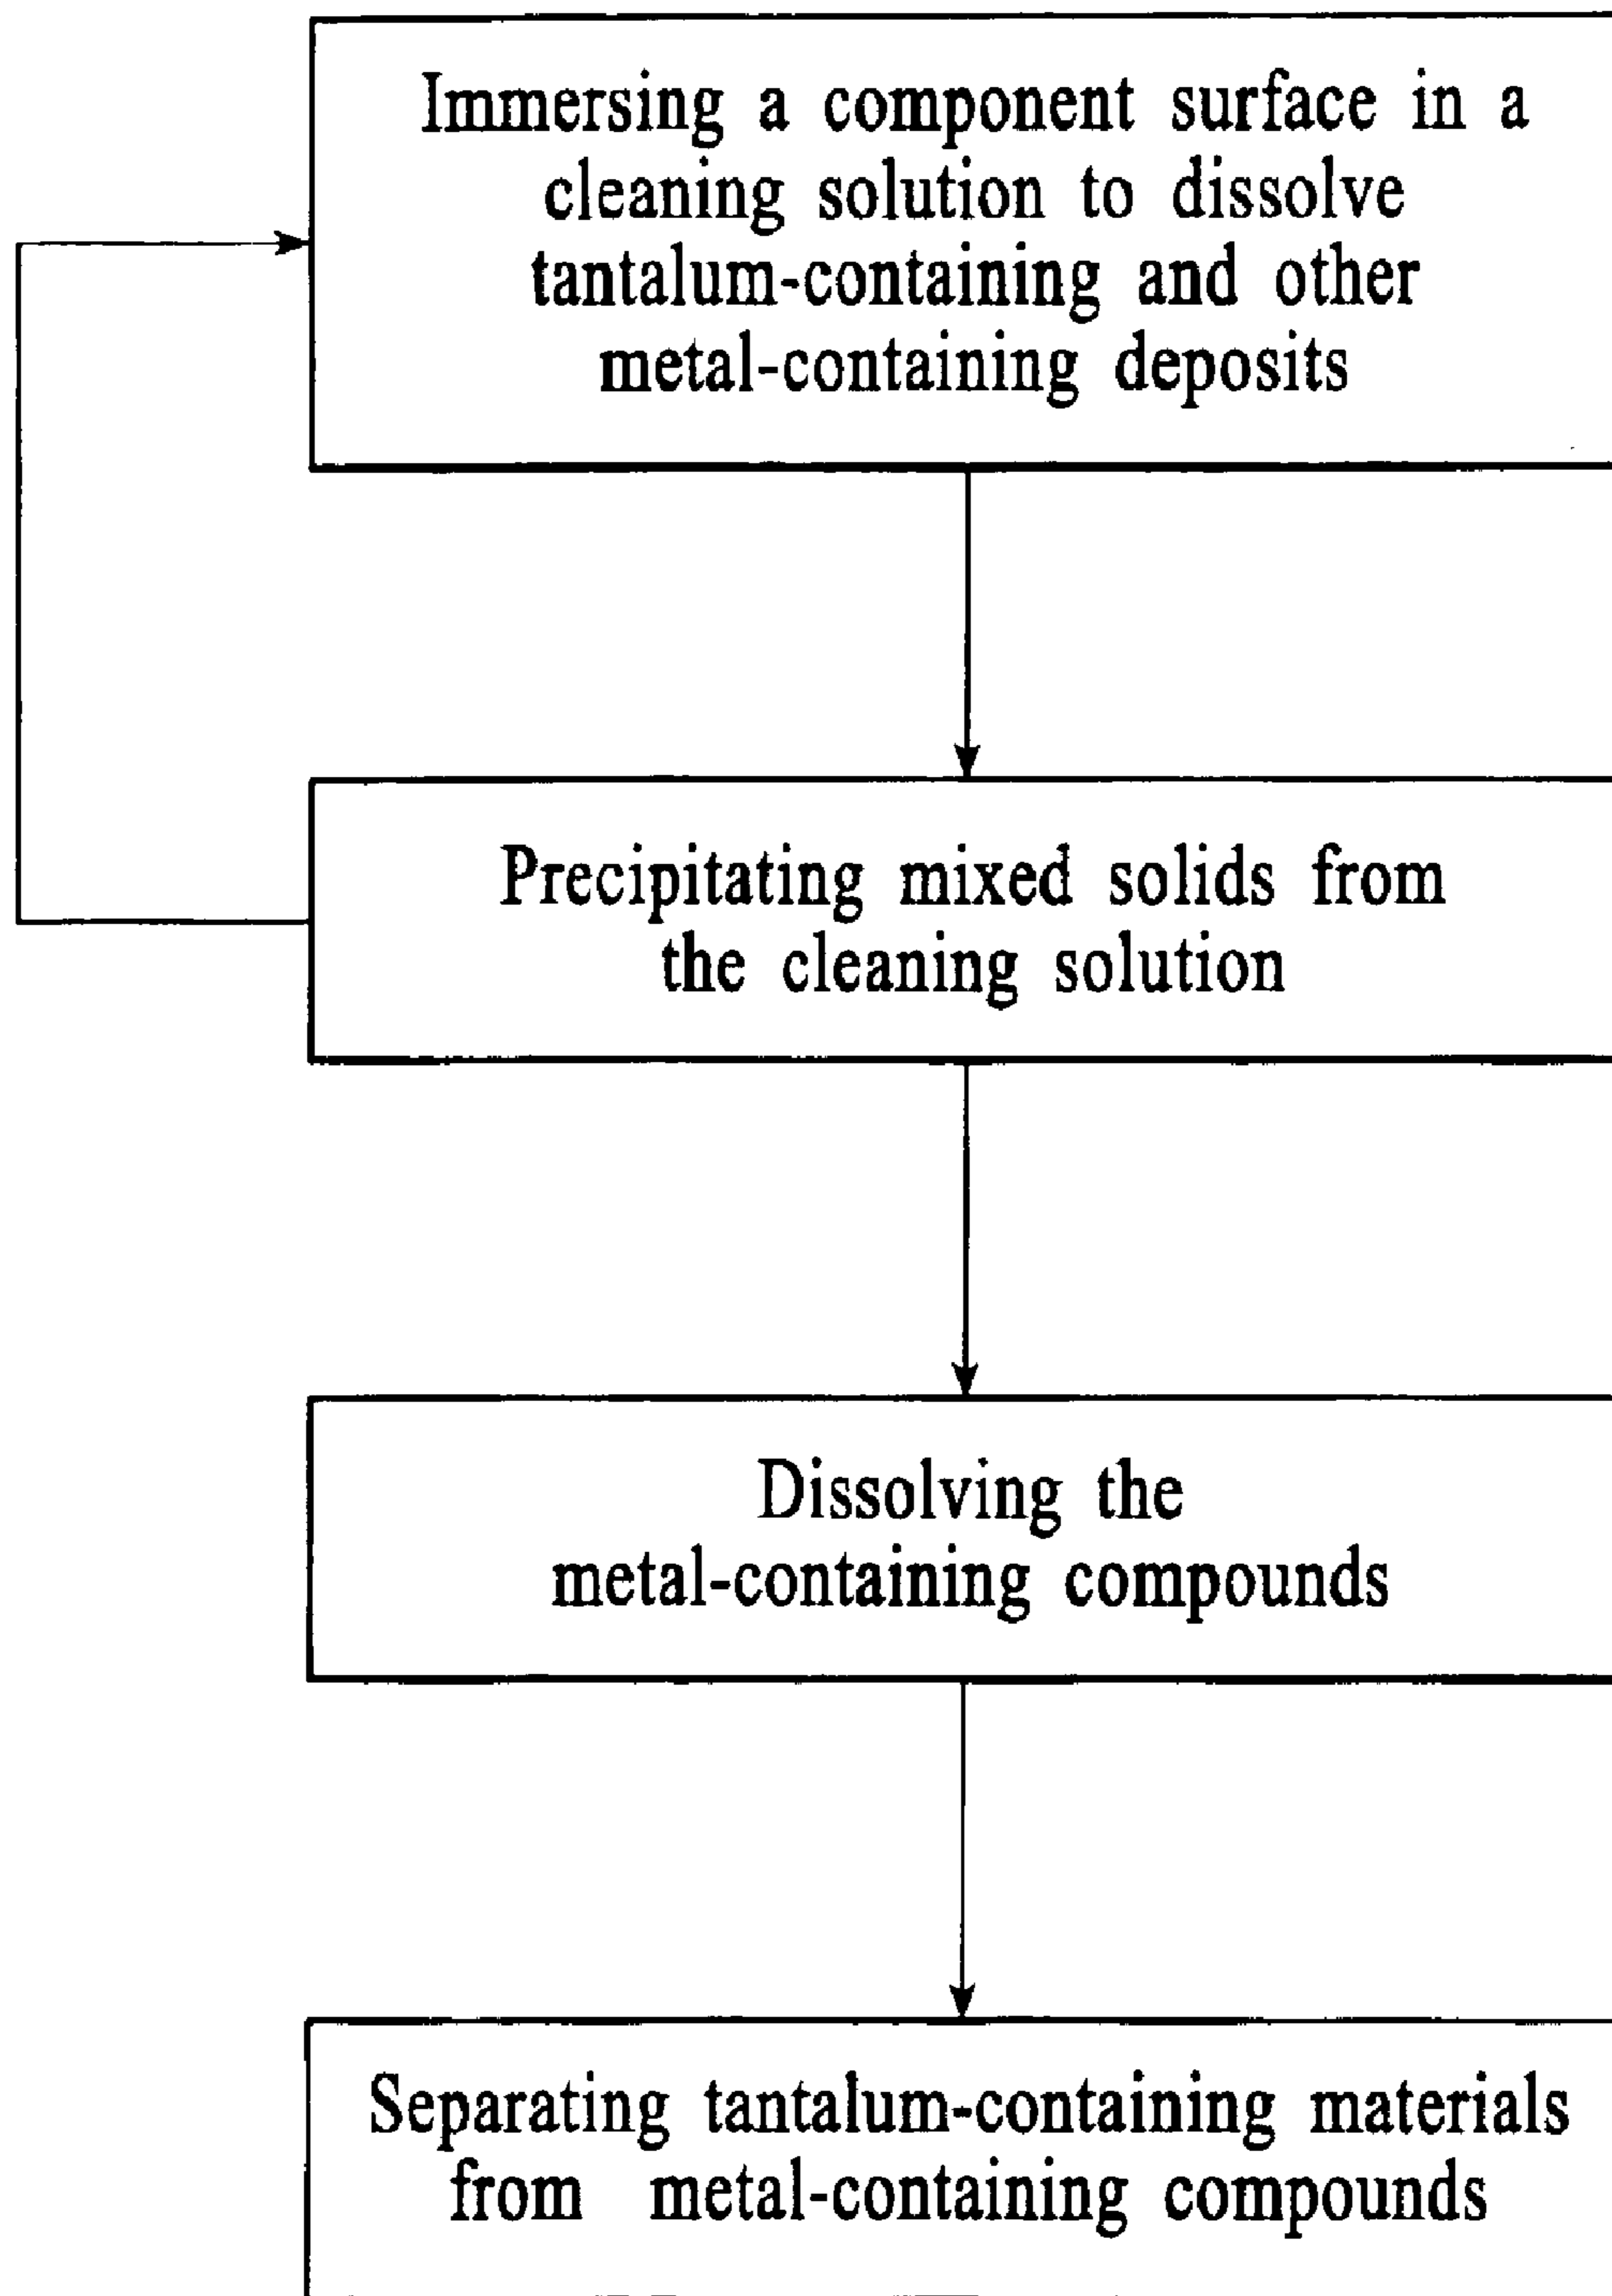 Immersing a component surface in a
cleaning solution to dissolve
tantalum-containing and other
metal-containing deposits
Precipitating mixed solids from
the cleaning solution
Dissolving the
metal-containing compounds
Separating tantalum-containing materials
from metal-containing compounds